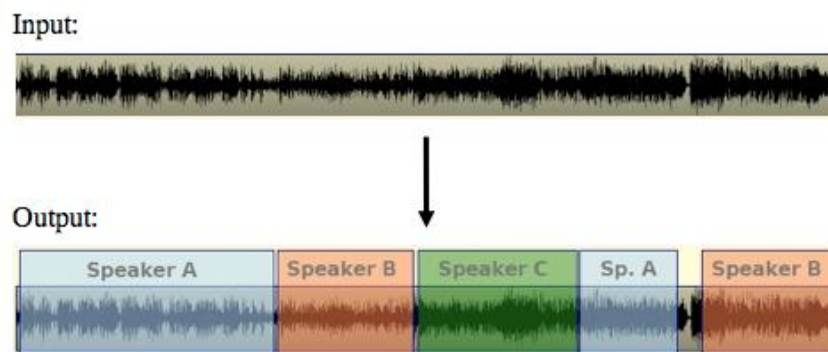 Input:
Output:
Speaker A Speaker B Speaker C Sp. A Speaker B